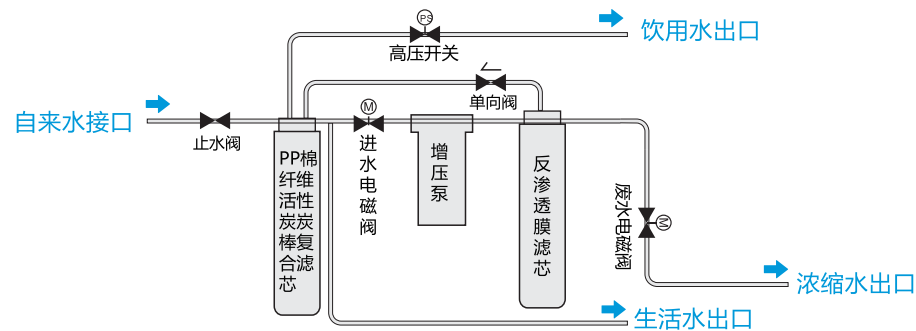 PS
饮用水出口
高压开关
单向阀
自来水接口
M
止水阀
进水电磁阀
PP棉
纤维
活性
炭炭
棒复
合滤
芯
增压泵
反渗透膜滤芯
废水电磁阀
M
浓缩水出口
生活水出口